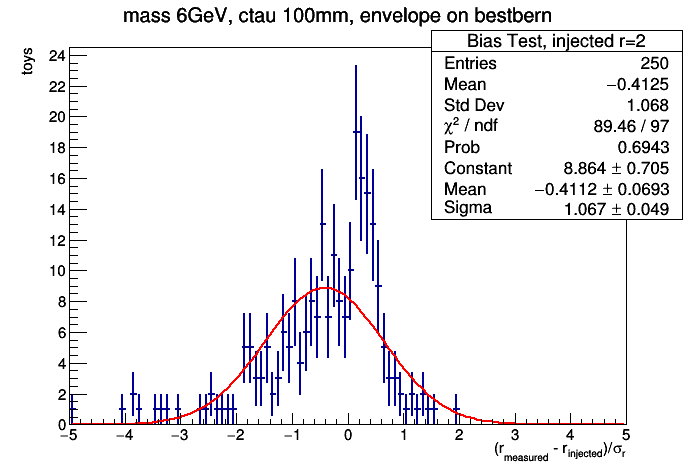 mass 6GeV, ctau 100mm, envelope on bestbern
Bias Test, injected r=2
Entries 250
Mean −0.4125
Std Dev 1.068
χ² / ndf 89.46 / 97
Prob 0.6943
Constant 8.864 ± 0.705
Mean −0.4112 ± 0.0693
Sigma 1.067 ± 0.049
toys
24
22
20
18
16
14
12
10
8
6
4
2
0
−5 −4 −3 −2 −1 0 1 2 3 4 5
(r_measured - r_injected)/σ_r